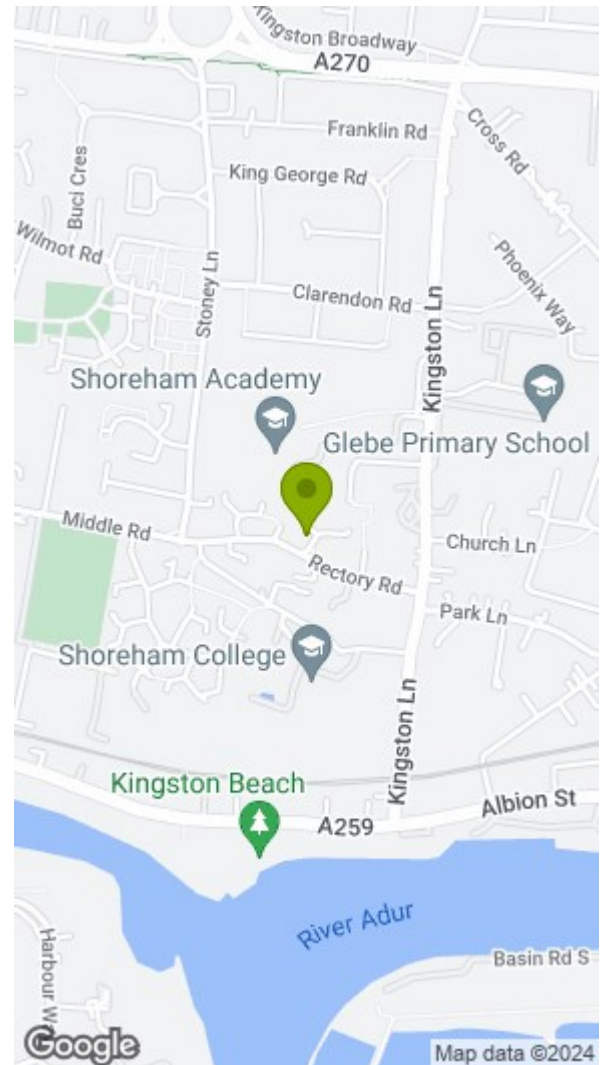 Kingston Broadway
A270
Franklin Rd
Cross Rd
King George Rd
Buci Cres
Wilmot Rd
Stoney Ln
Phoenix Way
Clarendon Rd
Kingston Ln
Shoreham Academy
Glebe Primary School
Middle Rd
Church Ln
Rectory Rd
Park Ln
Shoreham College
Kingston Ln
Kingston Beach
Albion St
A259
River Adur
Basin Rd S
Harbour
Google
Map data ©2024